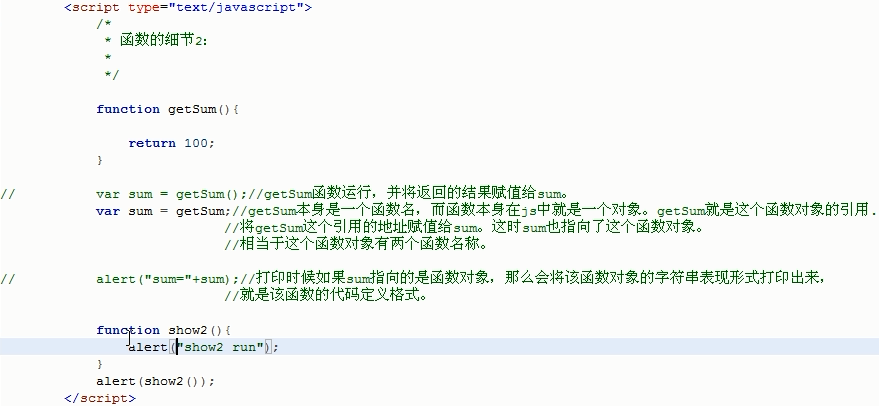 <script type="text/javascript">
/*
* 函数的细节2:
*
*/
function getSum(){
return 100;
}
// var sum = getSum();//getSum函数运行，并将返回的结果赋值给sum。
var sum = getSum;//getSum本身是一个函数名，而函数本身在js中就是一个对象。getSum就是这个函数对象的引用.
//将getSum这个引用的地址赋值给sum。这时sum也指向了这个函数对象。
//相当于这个函数对象有两个函数名称。
// alert("sum="+sum);//打印时候如果sum指向的是函数对象，那么会将该函数对象的字符串表现形式打印出来，
//就是该函数的代码定义格式。
function show2(){
alert("show2 run");
}
alert(show2());
</script>